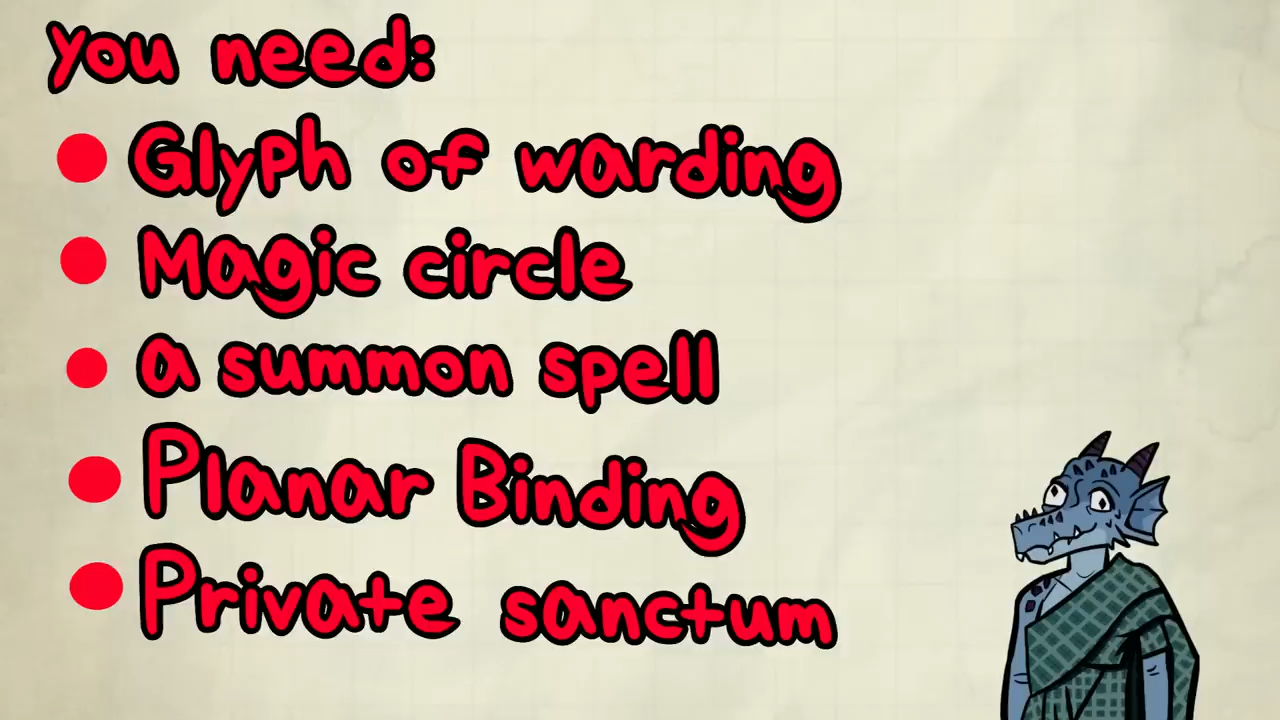 you need:
Glyph of warding
Magic circle
a summon spell
Planar Binding
Private sanctum